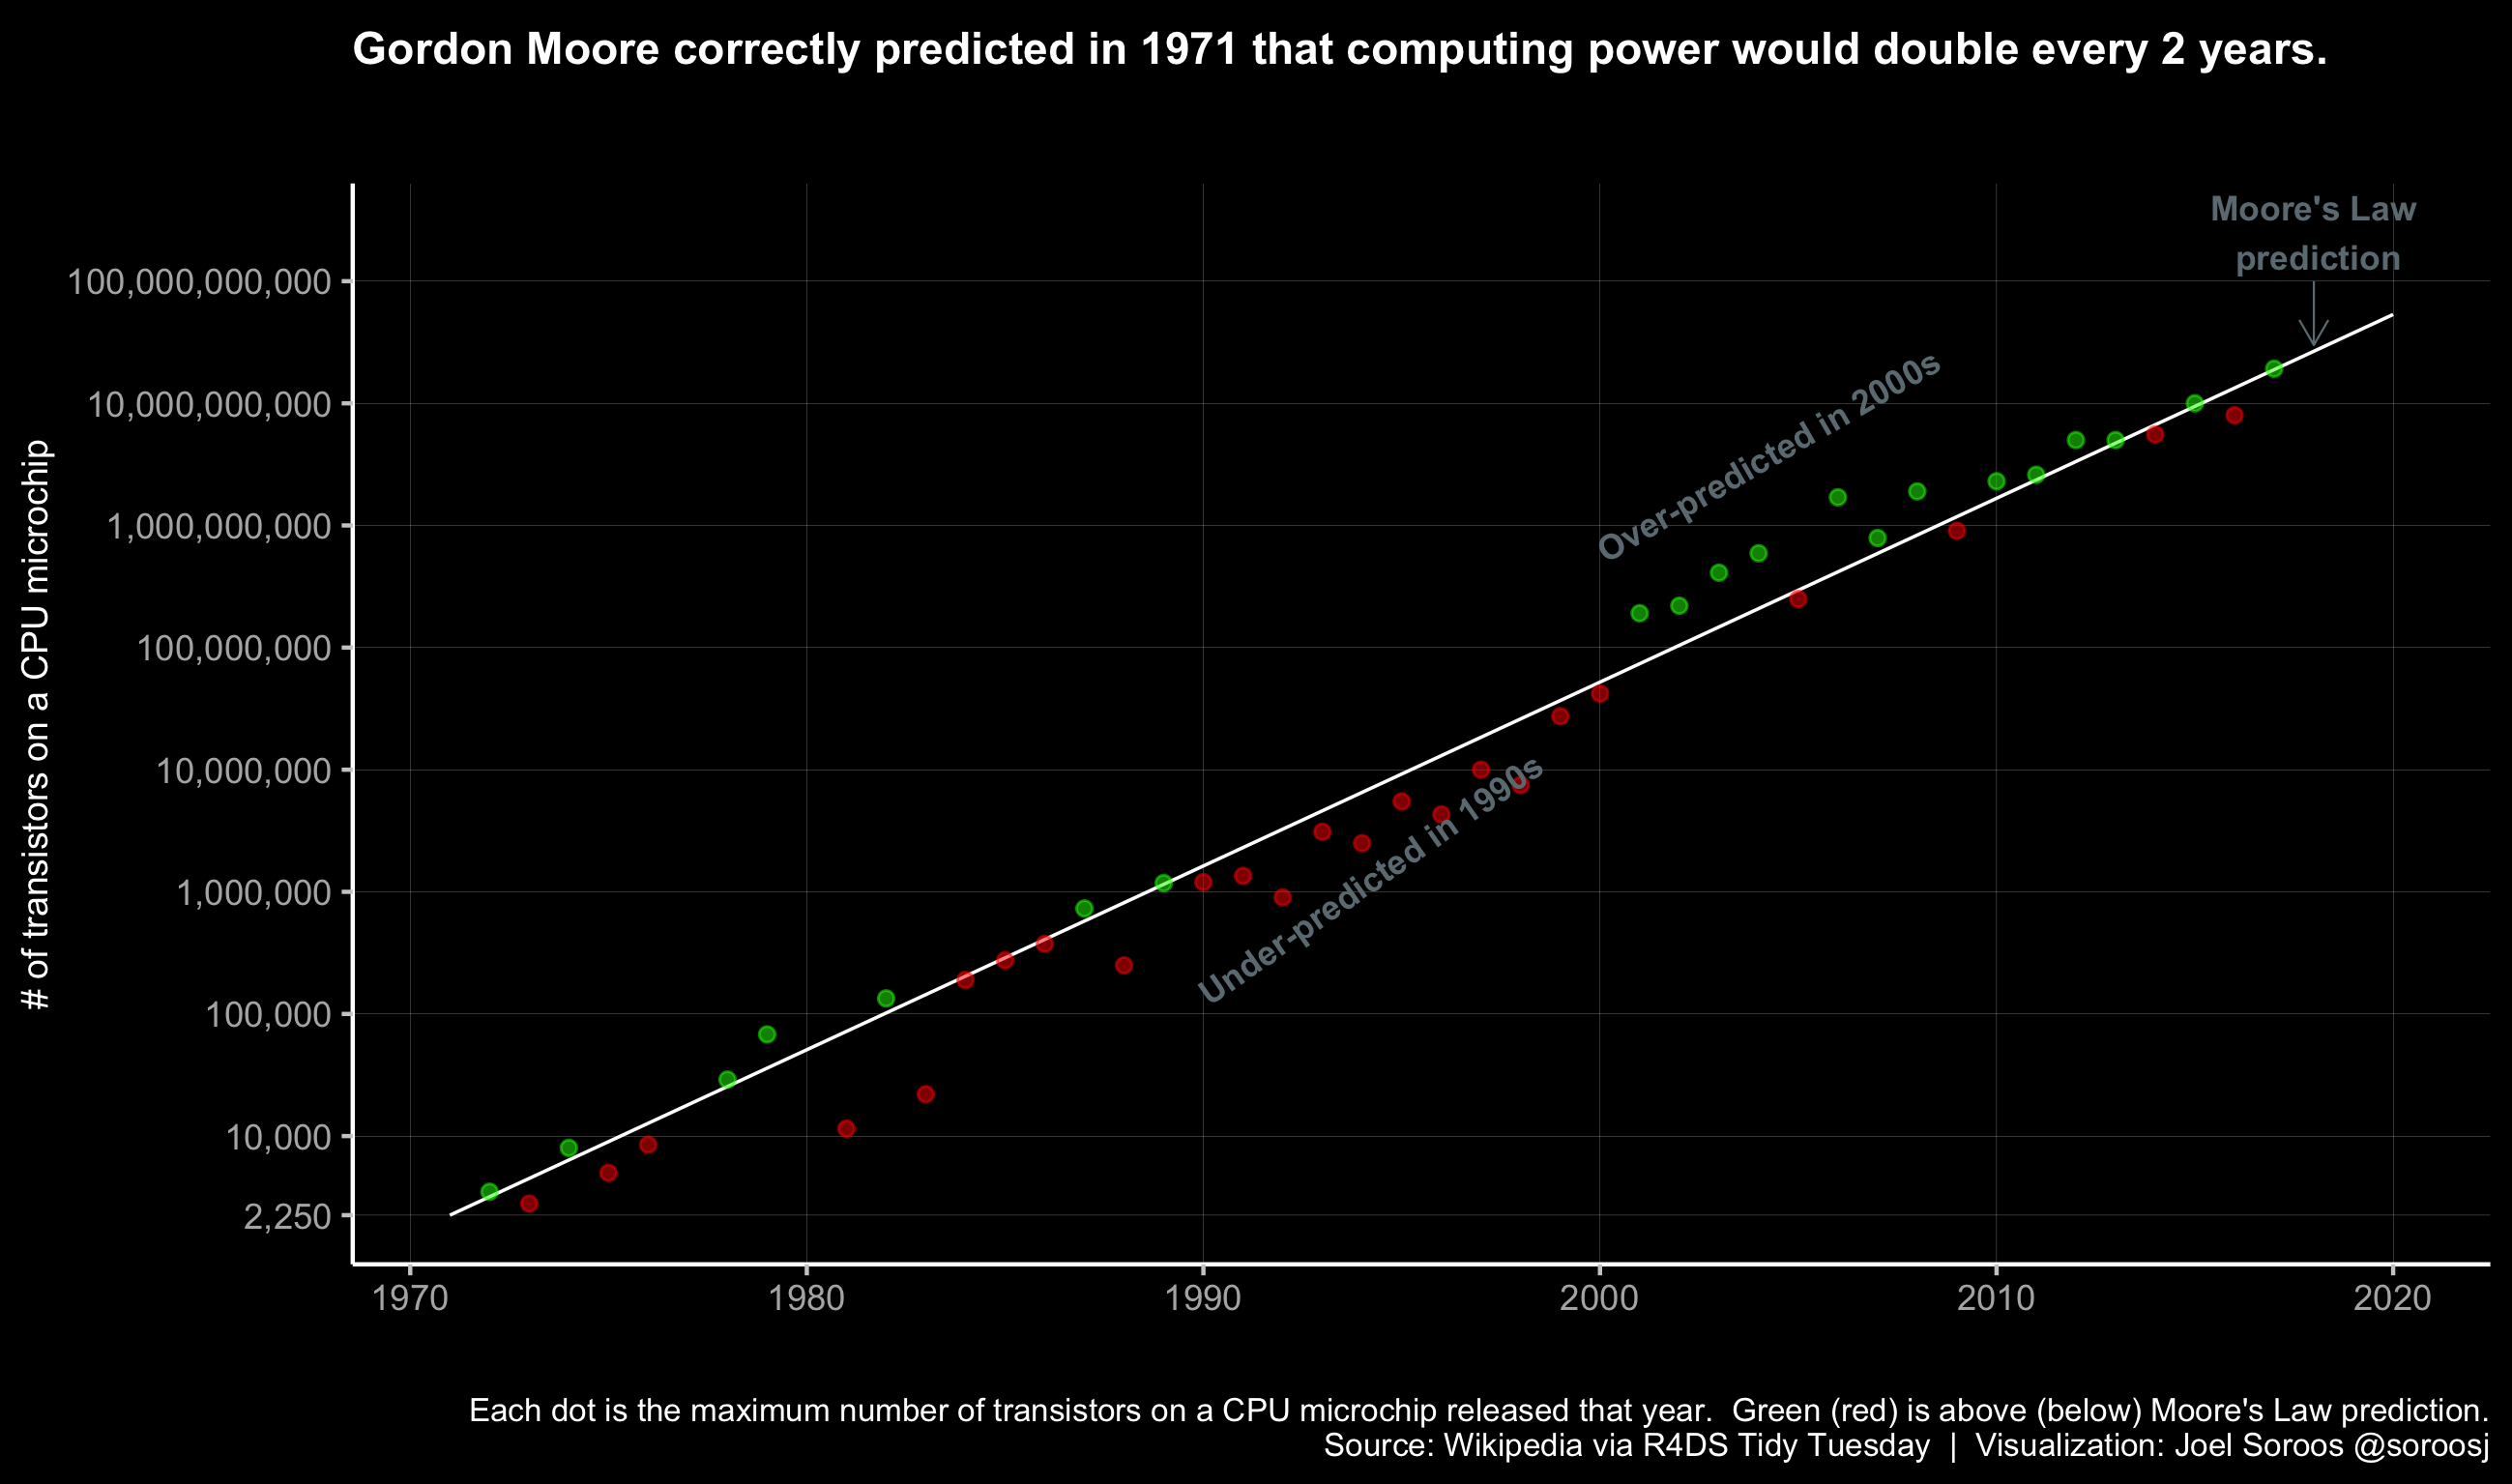 Gordon Moore correctly predicted in 1971 that computing power would double every 2 years.
Moore's Law
prediction
100,000,000,000
10,000,000,000
1,000,000,000
100,000,000
10,000,000
1,000,000
100,000
10,000
2,250
# of transistors on a CPU microchip
Over-predicted in 2000s
Under-predicted in 1990s
1970
1980
1990
2000
2010
2020
Each dot is the maximum number of transistors on a CPU microchip released that year.  Green (red) is above (below) Moore's Law prediction.
Source: Wikipedia via R4DS Tidy Tuesday  |  Visualization: Joel Soroos @soroosj